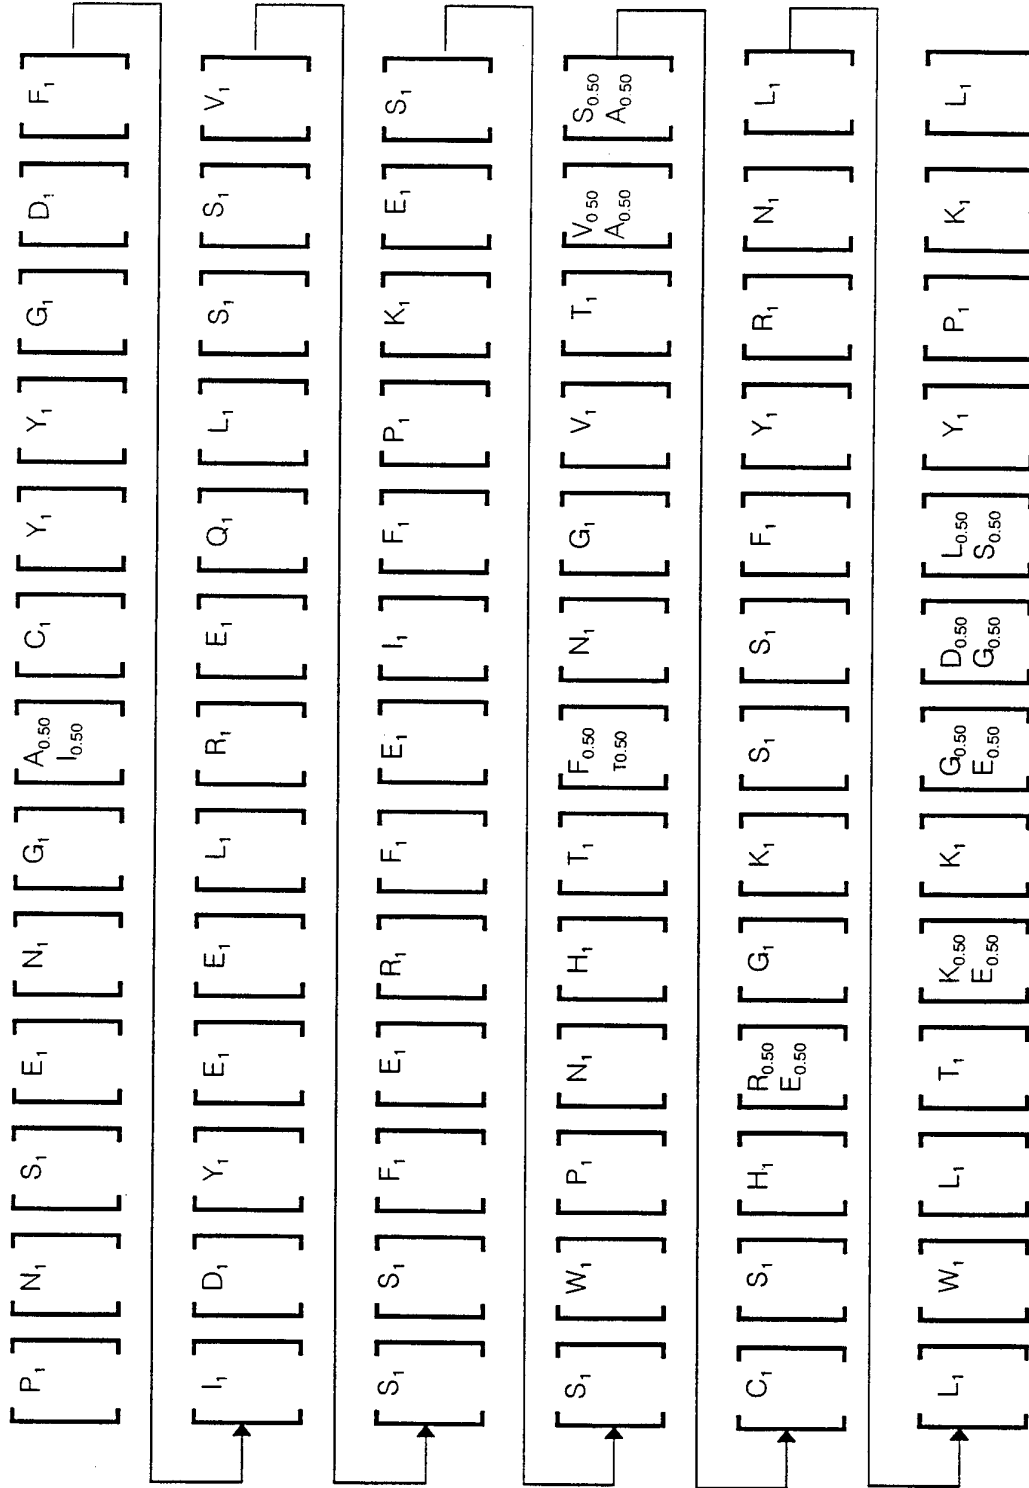 P₁ N₁ S₁ E₁ N₁ G₁ A₀.₅₀ C₁ Y₁ Y₁ G₁ D₁ F₁
I₀.₅₀
I₁ D₁ Y₁ E₁ E₁ L₁ R₁ E₁ Q₁ L₁ S₁ S₁ V₁
S₁ S₁ F₁ E₁ R₁ F₁ E₁ I₁ F₁ P₁ K₁ E₁ S₁
S₁ W₁ P₁ N₁ H₁ T₁ F₀.₅₀ N₁ G₁ V₁ T₁ V₀.₅₀ S₀.₅₀
T₀.₅₀ A₀.₅₀ A₀.₅₀
C₁ S₁ H₁ R₀.₅₀ G₁ K₁ S₁ S₁ F₁ Y₁ R₁ N₁ L₁
E₀.₅₀
L₁ W₁ L₁ T₁ K₀.₅₀ K₁ G₀.₅₀ D₀.₅₀ L₀.₅₀ Y₁ P₁ K₁ L₁
E₀.₅₀ E₀.₅₀ G₀.₅₀ S₀.₅₀